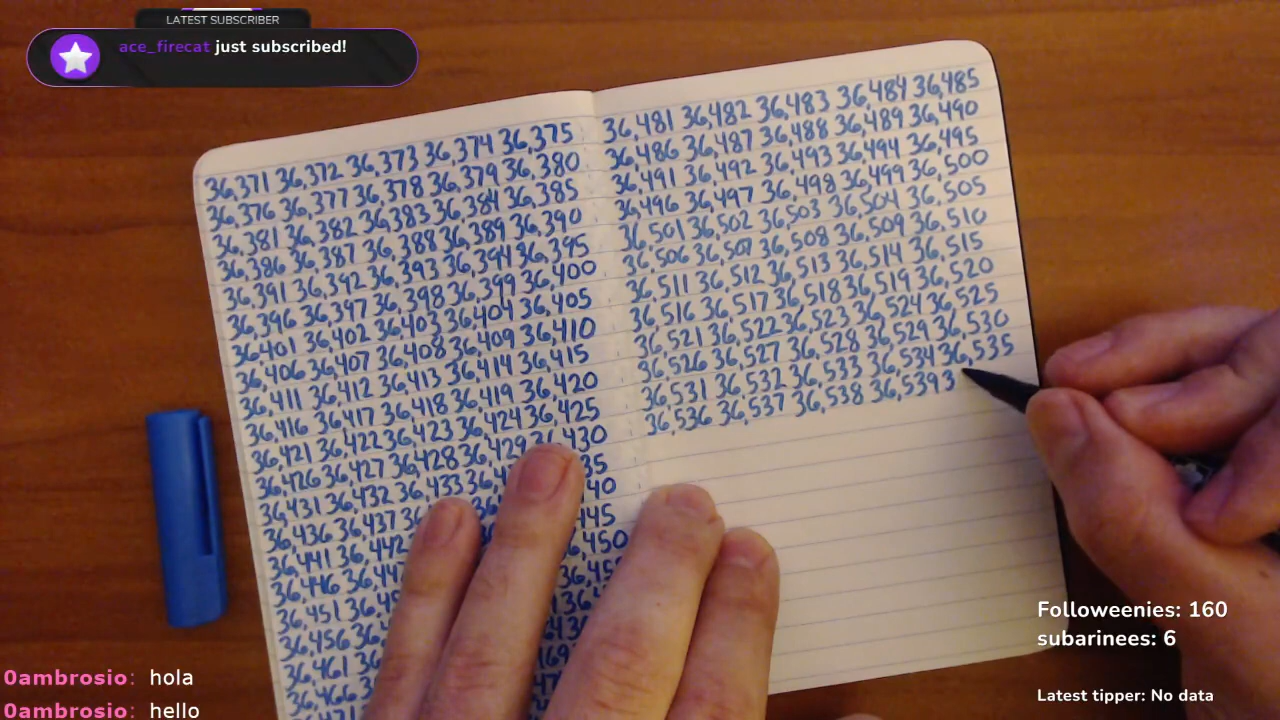 LATEST SUBSCRIBER
ace_firecat just subscribed!
36,371 36,372 36,373 36,374 36,375
36,376 36,377 36,378 36,379 36,380
36,381 36,382 36,383 36,384 36,385
36,386 36,387 36,388 36,389 36,390
36,391 36,392 36,393 36,394 36,395
36,396 36,397 36,398 36,399 36,400
36,401 36,402 36,403 36,404 36,405
36,406 36,407 36,408 36,409 36,410
36,411 36,412 36,413 36,414 36,415
36,416 36,417 36,418 36,419 36,420
36,421 36,422 36,423 36,424 36,425
36,426 36,427 36,428 36,429 36,430
36,431 36,432 36,433 35
36,436 36,437 40
36,441 36,442 445
36,446 36,447 36,450
36,451
36,456
36,461
36,466
36,481 36,482 36,483 36,484 36,485
36,486 36,487 36,488 36,489 36,490
36,491 36,492 36,493 36,494 36,495
36,496 36,497 36,498 36,499 36,500
36,501 36,502 36,503 36,504 36,505
36,506 36,507 36,508 36,509 36,510
36,511 36,512 36,513 36,514 36,515
36,516 36,517 36,518 36,519 36,520
36,521 36,522 36,523 36,524 36,525
36,526 36,527 36,528 36,529 36,530
36,531 36,532 36,533 36,534 36,535
36,536 36,537 36,538 36,539 3
Followeenies: 160
subarinees: 6
Latest tipper: No data
0ambrosio: hola
0ambrosio: hello